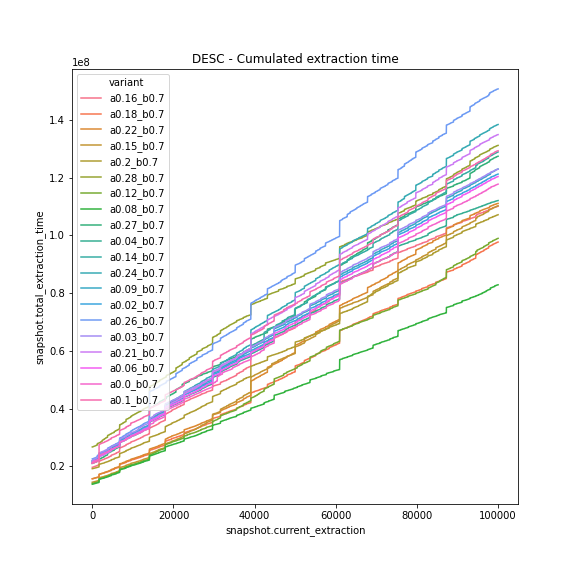 DESC - Cumulated extraction time
1e8
variant
a0.16_b0.7
a0.18_b0.7
a0.22_b0.7
a0.15_b0.7
a0.2_b0.7
a0.28_b0.7
a0.12_b0.7
a0.08_b0.7
a0.27_b0.7
a0.04_b0.7
a0.14_b0.7
a0.24_b0.7
a0.09_b0.7
a0.02_b0.7
a0.26_b0.7
a0.03_b0.7
a0.21_b0.7
a0.06_b0.7
a0.0_b0.7
a0.1_b0.7
1.4
1.2
1.0
0.8
0.6
0.4
0.2
snapshot.total_extraction_time
0
20000
40000
60000
80000
100000
snapshot.current_extraction